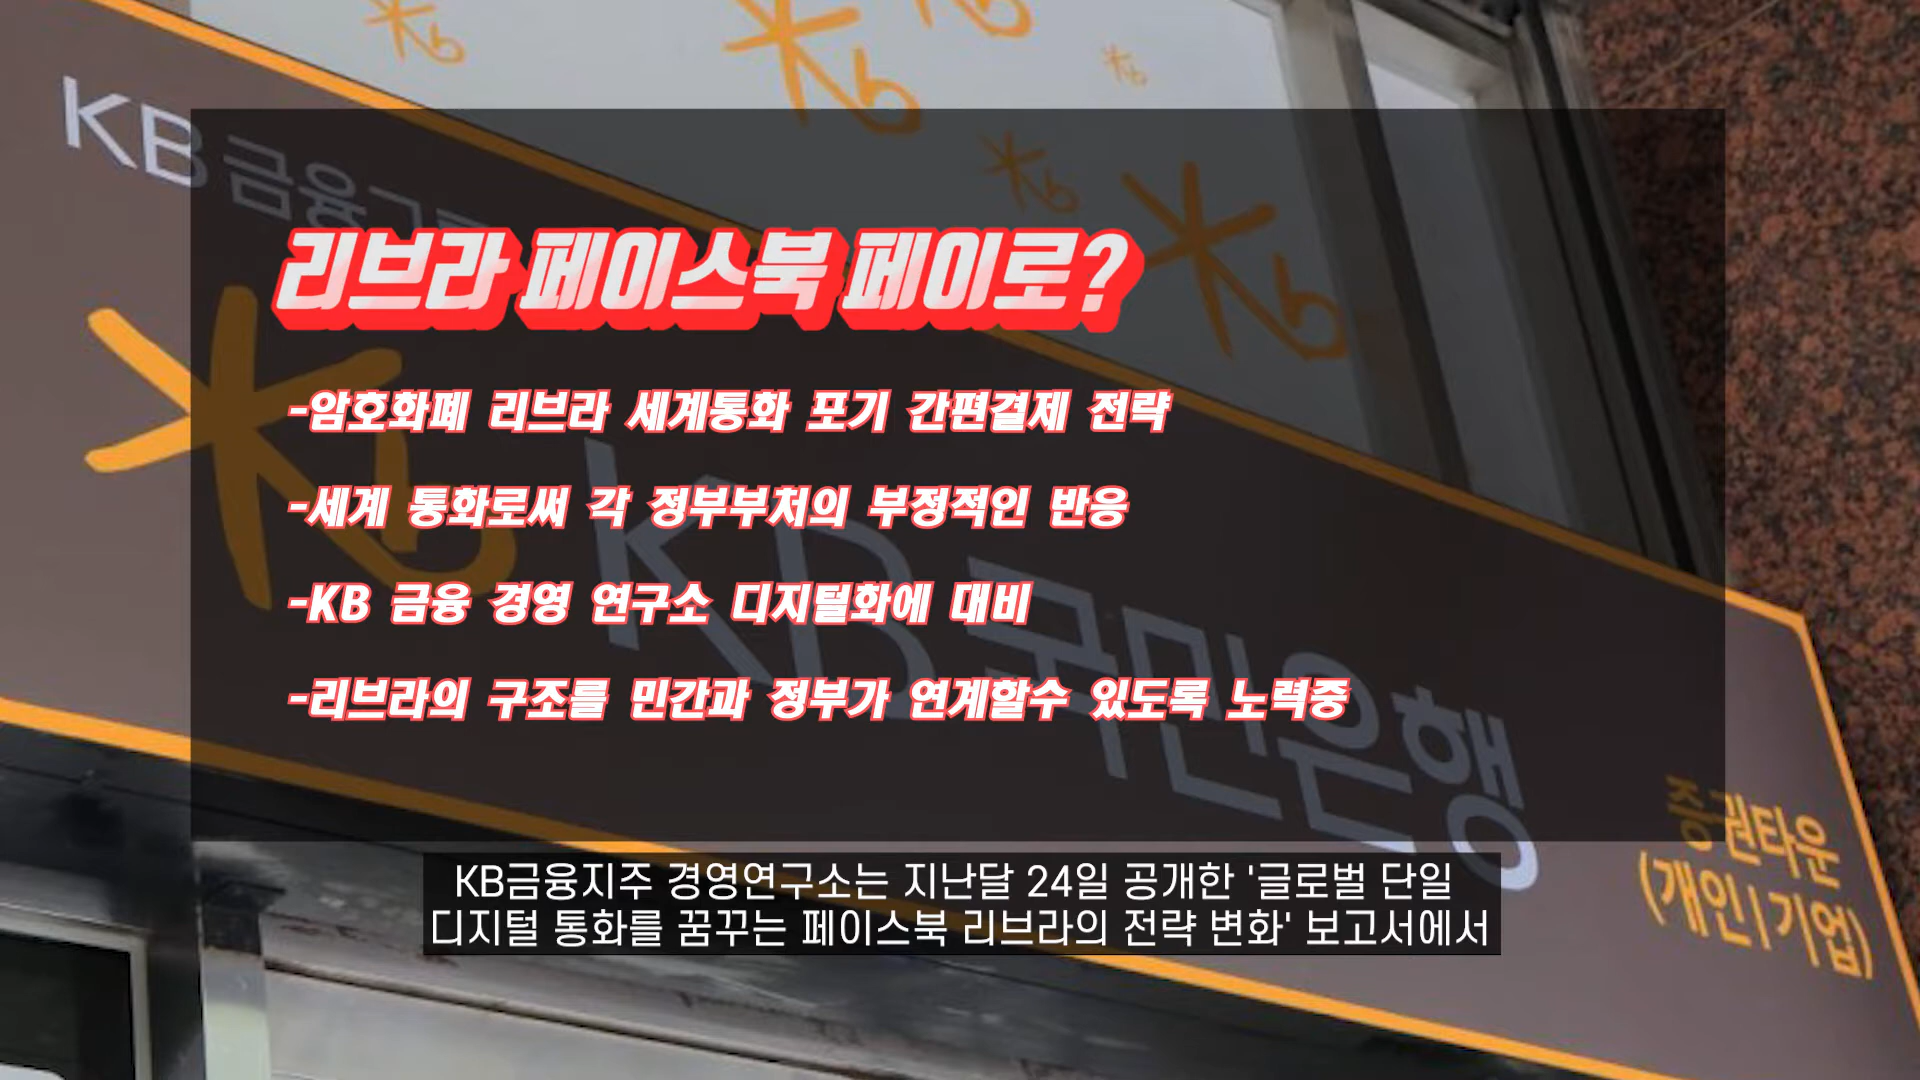 KB 금융그룹
리브라 페이스북 페이로?
-암호화폐 리브라 세계통화 포기 간편결제 전략
-세계 통화로써 각 정부부처의 부정적인 반응
-KB 금융 경영 연구소 디지털화에 대비
-리브라의 구조를 민간과 정부가 연계할수 있도록 노력중
KB국민은행
증권타운
(개인|기업)
KB금융지주 경영연구소는 지난달 24일 공개한 '글로벌 단일
디지털 통화를 꿈꾸는 페이스북 리브라의 전략 변화' 보고서에서